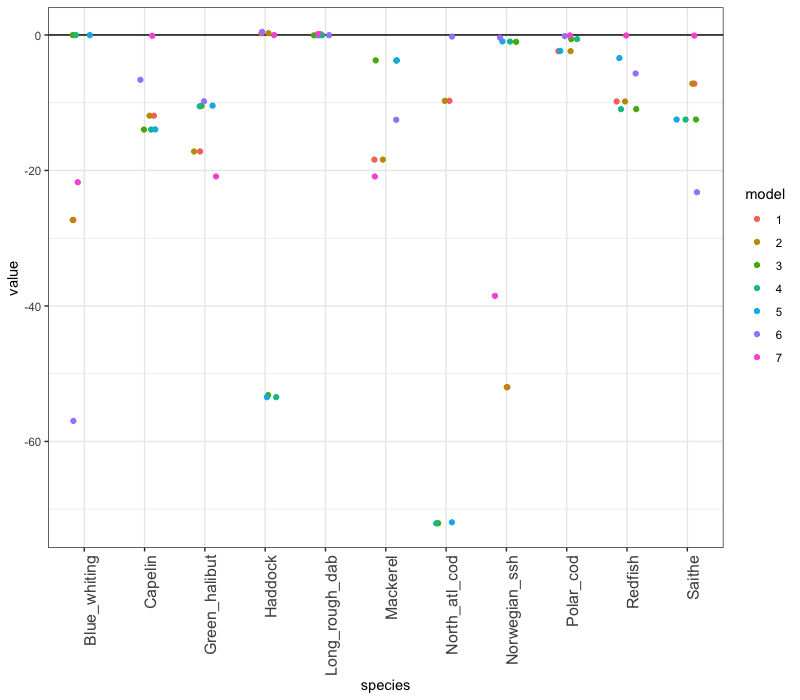 value
0
-20
-40
-60
Blue_whiting
Capelin
Green_halibut
Haddock
Long_rough_dab
Mackerel
North_atl_cod
Norwegian_ssh
Polar_cod
Redfish
Saithe
species
model
1
2
3
4
5
6
7